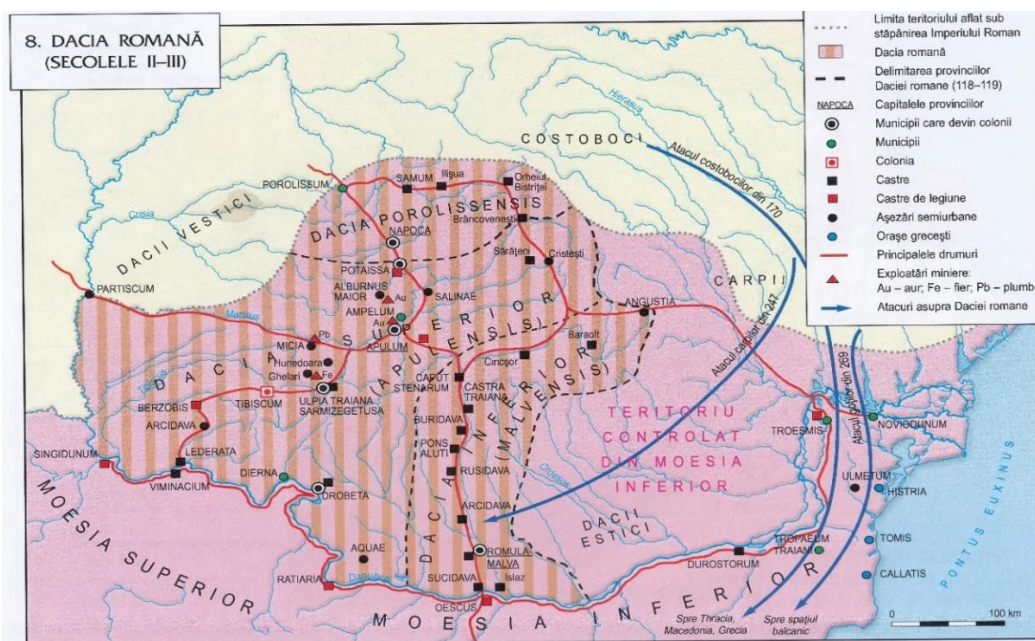 8. DACIA ROMANĂ
(SECOLELE II–III)
Limita teritoriului aflat sub
stăpânirea Imperiului Roman
Dacia romană
Delimitarea provinciilor
Daciei romane (118–119)
NAPOCA
Capitalele provinciilor
Municipii care devin colonii
Municipii
Colonia
Castre
Castre de legiune
Așezări semiurbane
Orașe grecești
Principalele drumuri
Exploatări miniere:
Au – aur; Fe – fier; Pb – plumb
Atacuri asupra Daciei romane
COSTOBOCI
Hierasus
Atacul costobocilor din 170
POROLISSUM
SAMUM
Ilișua
Orheiul
Bistriței
DACIA POROLISSENSIS
Brâncovenești
Crisia
DACII VESTICI
NAPOCA
POTAISSA
Sărățeni
Cristești
CARPII
PARTISCUM
ALBURNUS
MAIOR
Au
SALINAE
ANGUSTIA
AMPELUM
Au
Marisus
APULUM
MICIA
Pb
Baraolt
Atacul carpilor din 247
Hunedoara
Ghelari
Fe
Cincșor
DACIA SUPERIOR
(APULENSIS)
CAPUT
STENARUM
CASTRA
TRAIANA
BERZOBIS
TIBISCUM
ULPIA TRAIANA
SARMIZEGETUSA
ARCIDAVA
BURIDAVA
PONS
ALUTI
RUSIDAVA
ARCIDAVA
DACIA INFERIOR
(MALVENSIS)
TERITORIU
CONTROLAT
DIN MOESIA
INFERIOR
Atacul goților din 269
TROESMIS
NOVIODUNUM
SINGIDUNUM
LEDERATA
VIMINACIUM
DIERNA
DROBETA
ULMETUM
HISTRIA
DACII
ESTICI
MOESIA SUPERIOR
AQUAE
ROMULA
MALVA
TROPAEUM
TRAIANI
TOMIS
PONTUS EUXINUS
RATIARIA
Danubius
SUCIDAVA
Islaz
DUROSTORUM
CALLATIS
OESCUS
MOESIA INFERIOR
Spre Thracia,
Macedonia, Grecia
Spre spațiul
balcanic
0 100 km